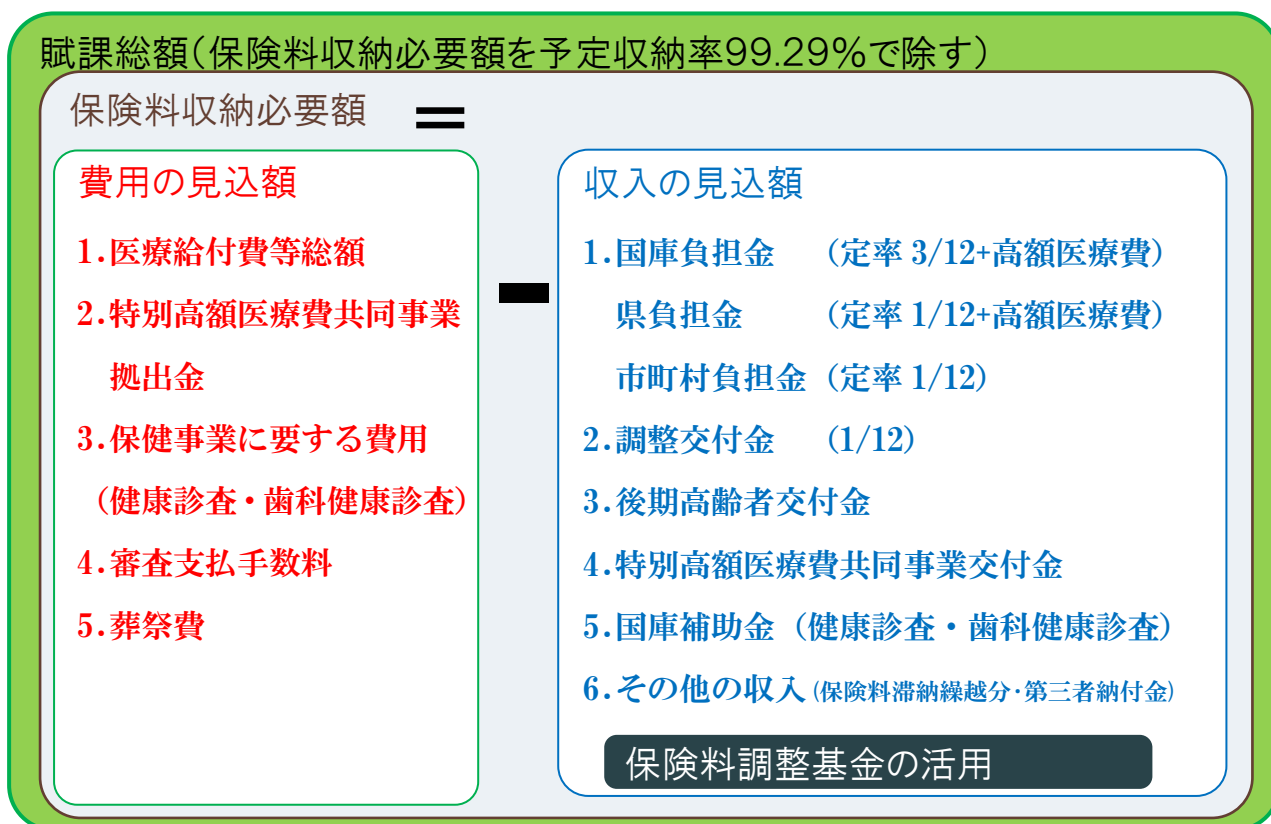 賦課総額(保険料収納必要額を予定収納率99.29%で除す)
保険料収納必要額 =
費用の見込額
1.医療給付費等総額
2.特別高額医療費共同事業
拠出金
3.保健事業に要する費用
(健康診査・歯科健康診査)
4.審査支払手数料
5.葬祭費
-
収入の見込額
1.国庫負担金 (定率 3/12+高額医療費)
県負担金 (定率 1/12+高額医療費)
市町村負担金 (定率 1/12)
2.調整交付金 (1/12)
3.後期高齢者交付金
4.特別高額医療費共同事業交付金
5.国庫補助金 (健康診査・歯科健康診査)
6.その他の収入 (保険料滞納繰越分・第三者納付金)
保険料調整基金の活用